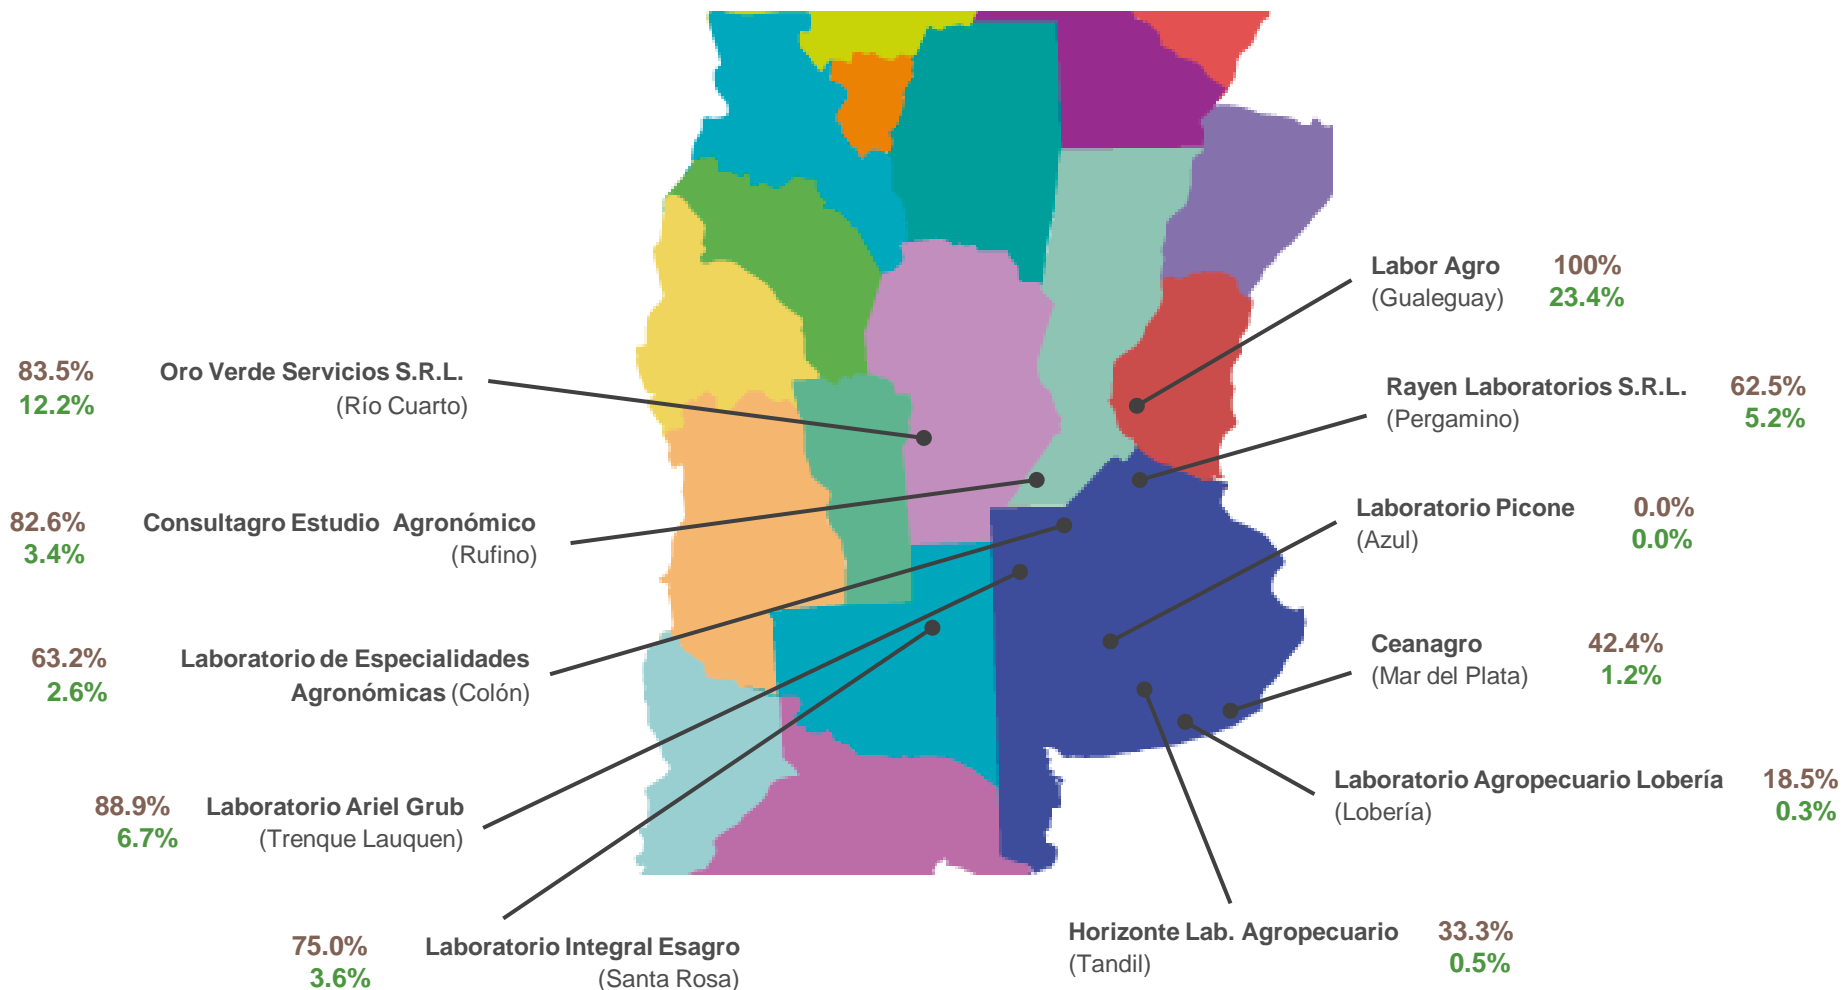 Labor Agro 100%
(Gualeguay) 23.4%
83.5% Oro Verde Servicios S.R.L.
12.2% (Río Cuarto)
Rayen Laboratorios S.R.L. 62.5%
(Pergamino) 5.2%
82.6% Consultagro Estudio Agronómico
3.4% (Rufino)
Laboratorio Picone 0.0%
(Azul) 0.0%
63.2% Laboratorio de Especialidades
2.6% Agronómicas (Colón)
Ceanagro 42.4%
(Mar del Plata) 1.2%
88.9% Laboratorio Ariel Grub
6.7% (Trenque Lauquen)
Laboratorio Agropecuario Lobería 18.5%
(Lobería) 0.3%
75.0% Laboratorio Integral Esagro
3.6% (Santa Rosa)
Horizonte Lab. Agropecuario 33.3%
(Tandil) 0.5%